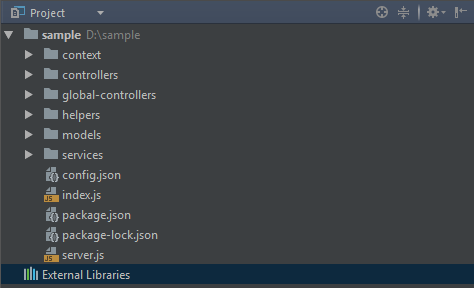 Project
sample D:\sample
context
controllers
global-controllers
helpers
models
services
config.json
index.js
package.json
package-lock.json
server.js
External Libraries